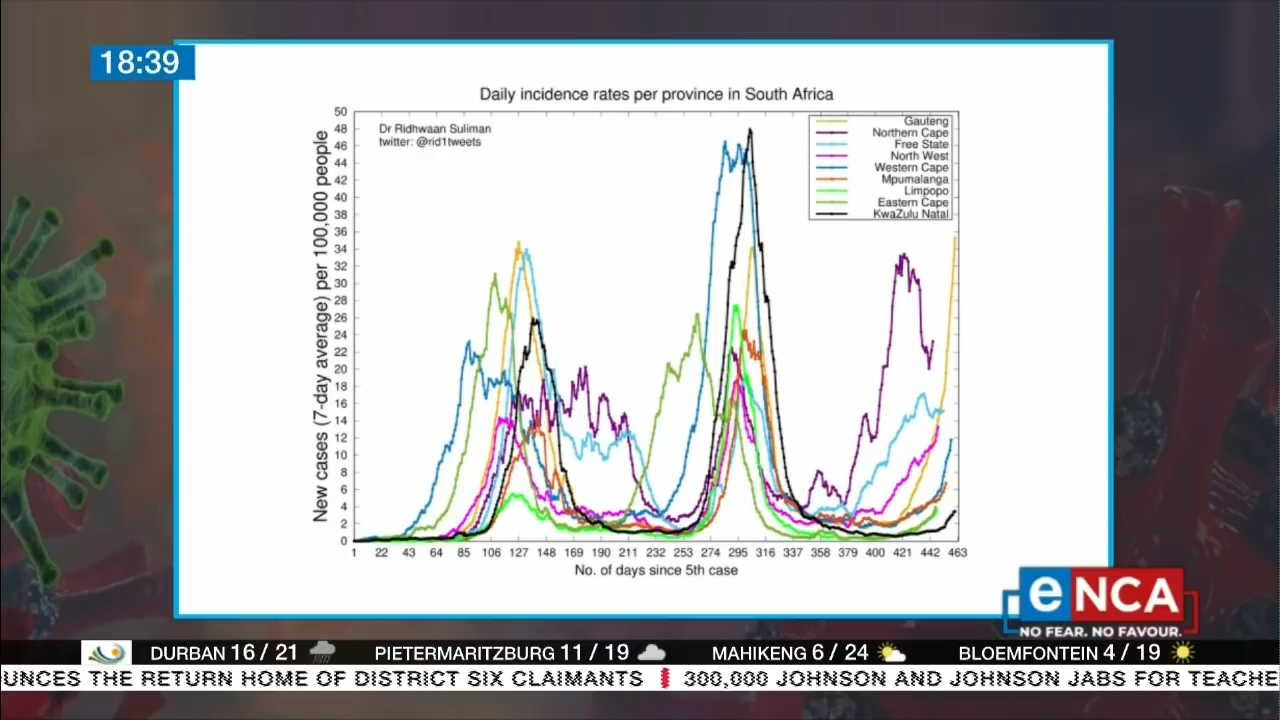 18:39
Daily incidence rates per province in South Africa
Dr Ridhwaan Suliman
twitter: @rid1tweets
Gauteng
Northern Cape
Free State
North West
Western Cape
Mpumalanga
Limpopo
Eastern Cape
KwaZulu Natal
New cases (7-day average) per 100,000 people
50
48
46
44
42
40
38
36
34
32
30
28
26
24
22
20
18
16
14
12
10
8
6
4
2
0
1 22 43 64 85 106 127 148 169 190 211 232 253 274 295 316 337 358 379 400 421 442 463
No. of days since 5th case
eNCA
NO FEAR. NO FAVOUR.
DURBAN 16 / 21 PIETERMARITZBURG 11 / 19 MAHIKENG 6 / 24 BLOEMFONTEIN 4 / 19
UNCES THE RETURN HOME OF DISTRICT SIX CLAIMANTS 300,000 JOHNSON AND JOHNSON JABS FOR TEACHE